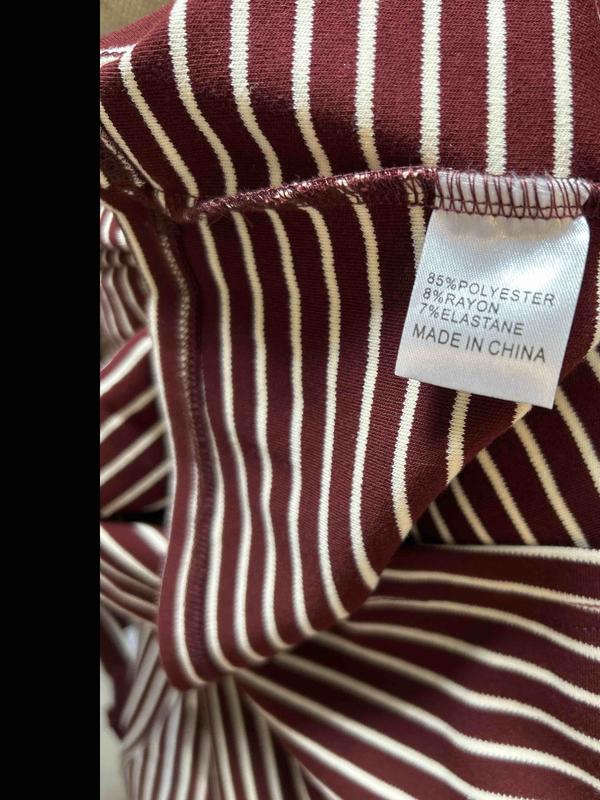 85%POLYESTER
8%RAYON
7%ELASTANE
MADE IN CHINA